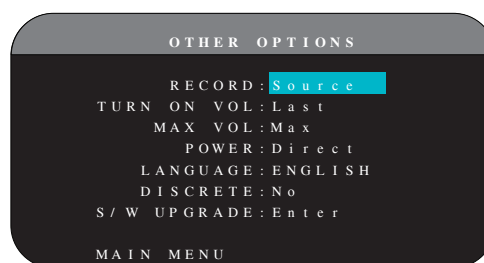 OTHER OPTIONS
RECORD:Source
TURN ON VOL:Last
MAX VOL:Max
POWER:Direct
LANGUAGE:ENGLISH
DISCRETE:No
S/W UPGRADE:Enter
MAIN MENU